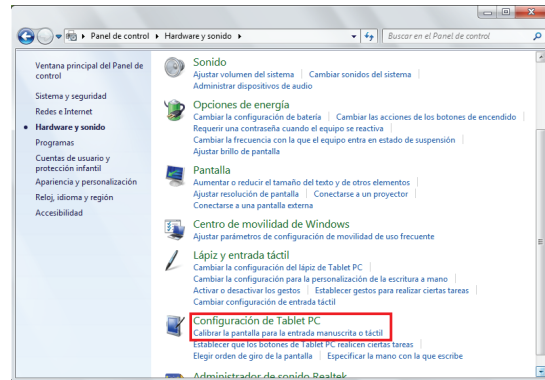 Panel de control ▸ Hardware y sonido ▸
Buscar en el Panel de control
Ventana principal del Panel de
control
Sistema y seguridad
Redes e Internet
Hardware y sonido
Programas
Cuentas de usuario y
protección infantil
Apariencia y personalización
Reloj, idioma y región
Accesibilidad
Sonido
Ajustar volumen del sistema
Cambiar sonidos del sistema
Administrar dispositivos de audio
Opciones de energía
Cambiar la configuración de batería
Cambiar las acciones de los botones de encendido
Requerir una contraseña cuando el equipo se reactiva
Cambiar la frecuencia con la que el equipo entra en estado de suspensión
Ajustar brillo de pantalla
Pantalla
Aumentar o reducir el tamaño del texto y de otros elementos
Ajustar resolución de pantalla
Conectarse a un proyector
Conectarse a una pantalla externa
Centro de movilidad de Windows
Ajustar parámetros de configuración de movilidad de uso frecuente
Lápiz y entrada táctil
Cambiar la configuración del lápiz de Tablet PC
Cambiar la configuración para la personalización de la escritura a mano
Activar o desactivar los gestos
Establecer gestos para realizar ciertas tareas
Cambiar configuración de entrada táctil
Configuración de Tablet PC
Calibrar la pantalla para la entrada manuscrita o táctil
Establecer que los botones de Tablet PC realicen ciertas tareas
Elegir orden de giro de la pantalla
Especificar la mano con la que escribe
Administrador de sonido Realtek